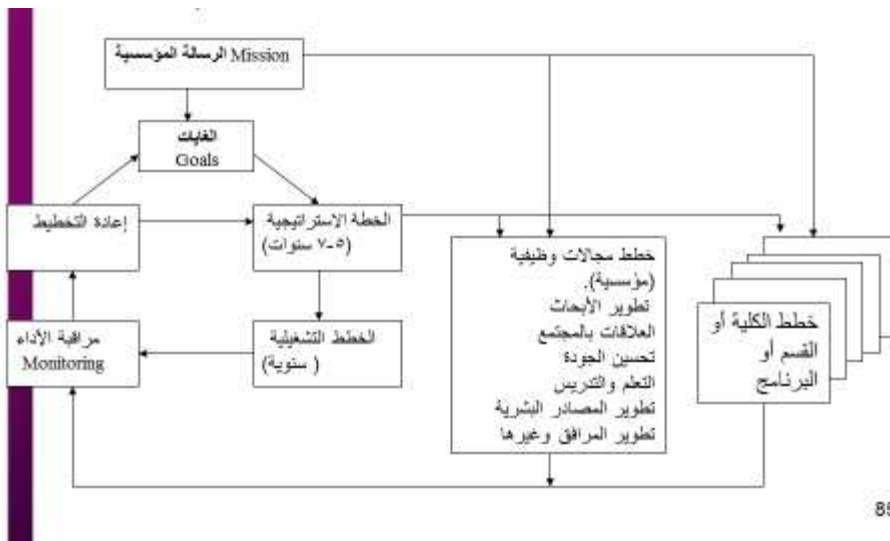 الرسالة المؤسسية Mission
الغايات
Goals
إعادة التخطيط
الخطة الاستراتيجية
(٥-٧ سنوات)
مراقبة الأداء
Monitoring
الخطط التشغيلية
( سنوية)
خطط مجالات وظيفية
(مؤسسية).
تطوير الأبحاث
العلاقات بالمجتمع
تحسين الجودة
التعلم والتدريس
تطوير المصادر البشرية
تطوير المرافق وغيرها
خطط الكلية أو
القسم أو
البرنامج